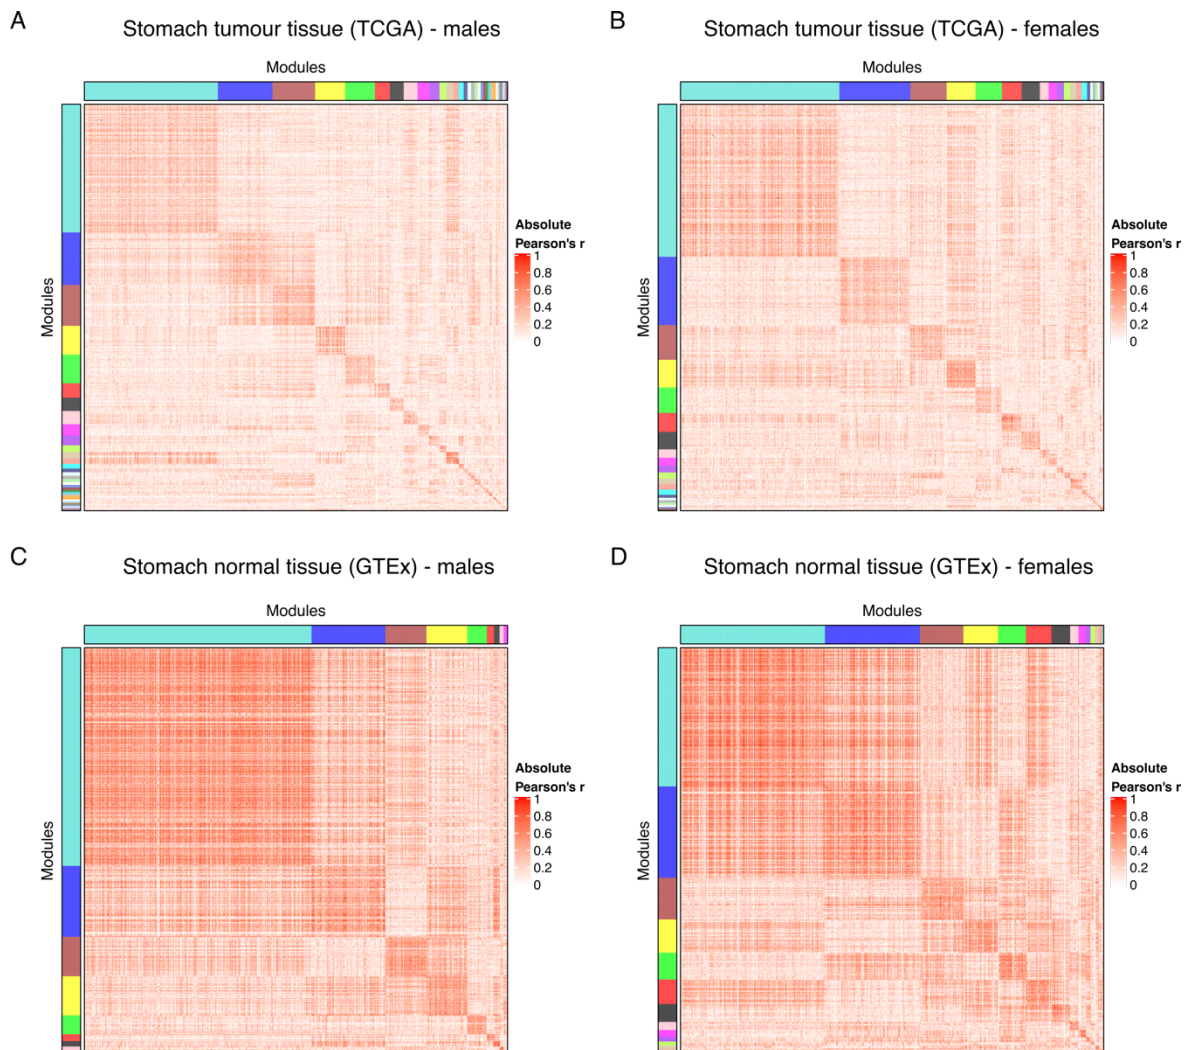 A
Stomach tumour tissue (TCGA) - males
Modules
Modules
Absolute
Pearson's r
1
0.8
0.6
0.4
0.2
0
B
Stomach tumour tissue (TCGA) - females
Modules
Modules
Absolute
Pearson's r
1
0.8
0.6
0.4
0.2
0
C
Stomach normal tissue (GTEx) - males
Modules
Modules
Absolute
Pearson's r
1
0.8
0.6
0.4
0.2
0
D
Stomach normal tissue (GTEx) - females
Modules
Modules
Absolute
Pearson's r
1
0.8
0.6
0.4
0.2
0